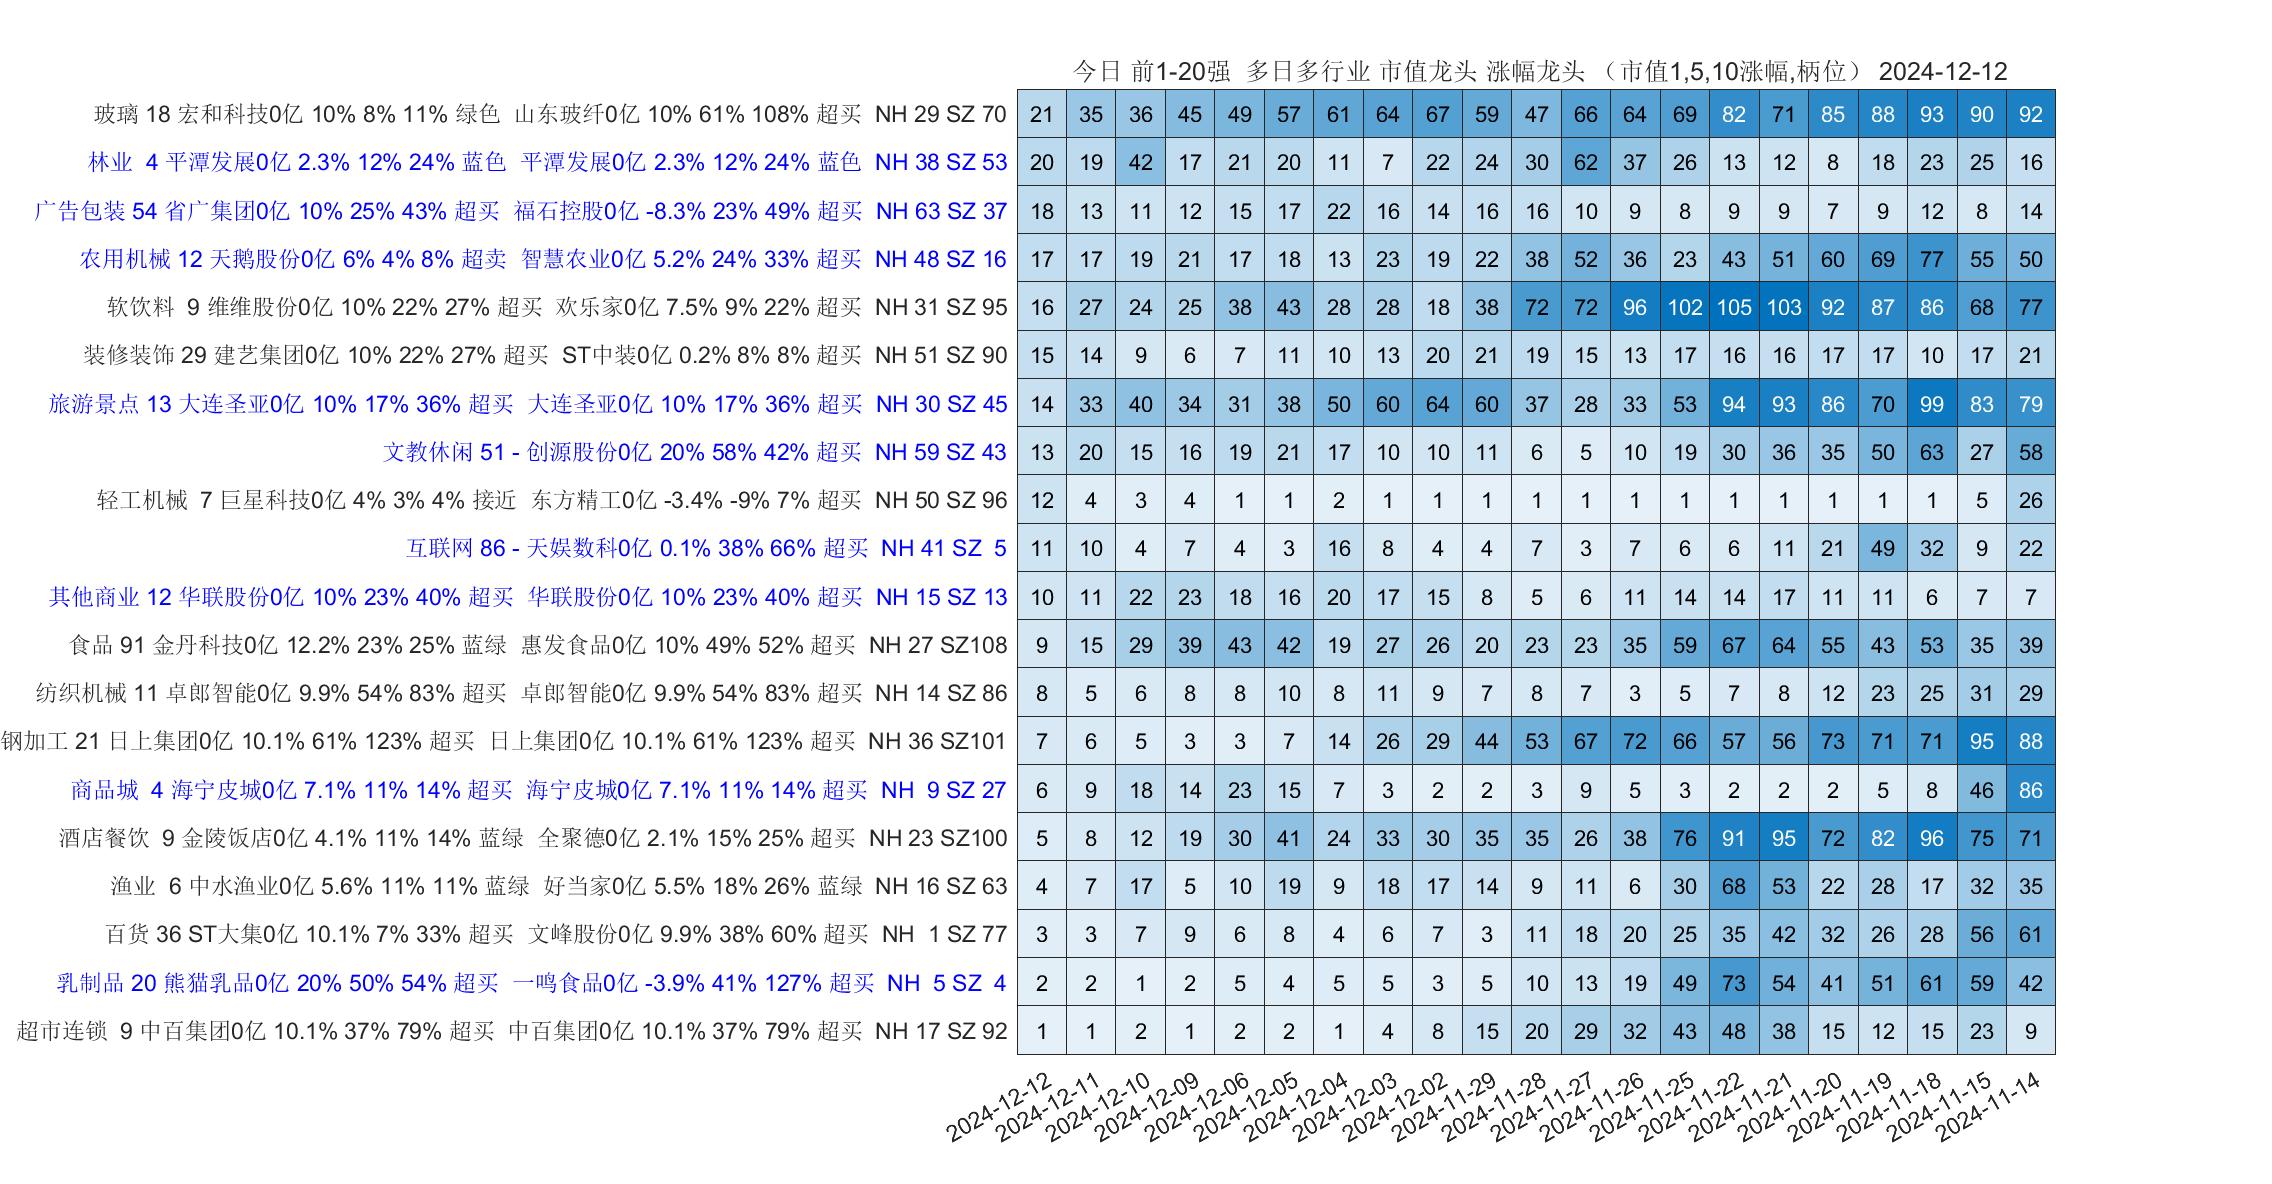 今日 前1-20强 多日多行业 市值龙头 涨幅龙头 （市值1,5,10涨幅,柄位） 2024-12-12
玻璃 18 宏和科技0亿 10% 8% 11% 绿色 山东玻纤0亿 10% 61% 108% 超买 NH 29 SZ 70 21 35 36 45 49 57 61 64 67 59 47 66 64 69 82 71 85 88 93 90 92
林业 4 平潭发展0亿 2.3% 12% 24% 蓝色 平潭发展0亿 2.3% 12% 24% 蓝色 NH 38 SZ 53 20 19 42 17 21 20 11 7 22 24 30 62 37 26 13 12 8 18 23 25 16
广告包装 54 省广集团0亿 10% 25% 43% 超买 福石控股0亿 -8.3% 23% 49% 超买 NH 63 SZ 37 18 13 11 12 15 17 22 16 14 16 16 10 9 8 9 9 7 9 12 8 14
农用机械 12 天鹅股份0亿 6% 4% 8% 超卖 智慧农业0亿 5.2% 24% 33% 超买 NH 48 SZ 16 17 17 19 21 17 18 13 23 19 22 38 52 36 23 43 51 60 69 77 55 50
软饮料 9 维维股份0亿 10% 22% 27% 超买 欢乐家0亿 7.5% 9% 22% 超买 NH 31 SZ 95 16 27 24 25 38 43 28 28 18 38 72 72 96 102 105 103 92 87 86 68 77
装修装饰 29 建艺集团0亿 10% 22% 27% 超买 ST中装0亿 0.2% 8% 8% 超买 NH 51 SZ 90 15 14 9 6 7 11 10 13 20 21 19 15 13 17 16 16 17 17 10 17 21
旅游景点 13 大连圣亚0亿 10% 17% 36% 超买 大连圣亚0亿 10% 17% 36% 超买 NH 30 SZ 45 14 33 40 34 31 38 50 60 64 60 37 28 33 53 94 93 86 70 99 83 79
文教休闲 51 - 创源股份0亿 20% 58% 42% 超买 NH 59 SZ 43 13 20 15 16 19 21 17 10 10 11 6 5 10 19 30 36 35 50 63 27 58
轻工机械 7 巨星科技0亿 4% 3% 4% 接近 东方精工0亿 -3.4% -9% 7% 超买 NH 50 SZ 96 12 4 3 4 1 1 2 1 1 1 1 1 1 1 1 1 1 1 1 5 26
互联网 86 - 天娱数科0亿 0.1% 38% 66% 超买 NH 41 SZ 5 11 10 4 7 4 3 16 8 4 4 7 3 7 6 6 11 21 49 32 9 22
其他商业 12 华联股份0亿 10% 23% 40% 超买 华联股份0亿 10% 23% 40% 超买 NH 15 SZ 13 10 11 22 23 18 16 20 17 15 8 5 6 11 14 14 17 11 11 6 7 7
食品 91 金丹科技0亿 12.2% 23% 25% 蓝绿 惠发食品0亿 10% 49% 52% 超买 NH 27 SZ108 9 15 29 39 43 42 19 27 26 20 23 23 35 59 67 64 55 43 53 35 39
纺织机械 11 卓郎智能0亿 9.9% 54% 83% 超买 卓郎智能0亿 9.9% 54% 83% 超买 NH 14 SZ 86 8 5 6 8 8 10 8 11 9 7 8 7 3 5 7 8 12 23 25 31 29
钢加工 21 日上集团0亿 10.1% 61% 123% 超买 日上集团0亿 10.1% 61% 123% 超买 NH 36 SZ101 7 6 5 3 3 7 14 26 29 44 53 67 72 66 57 56 73 71 71 95 88
商品城 4 海宁皮城0亿 7.1% 11% 14% 超买 海宁皮城0亿 7.1% 11% 14% 超买 NH 9 SZ 27 6 9 18 14 23 15 7 3 2 2 3 9 5 3 2 2 2 5 8 46 86
酒店餐饮 9 金陵饭店0亿 4.1% 11% 14% 蓝绿 全聚德0亿 2.1% 15% 25% 超买 NH 23 SZ100 5 8 12 19 30 41 24 33 30 35 35 26 38 76 91 95 72 82 96 75 71
渔业 6 中水渔业0亿 5.6% 11% 11% 蓝绿 好当家0亿 5.5% 18% 26% 蓝绿 NH 16 SZ 63 4 7 17 5 10 19 9 18 17 14 9 11 6 30 68 53 22 28 17 32 35
百货 36 ST大集0亿 10.1% 7% 33% 超买 文峰股份0亿 9.9% 38% 60% 超买 NH 1 SZ 77 3 3 7 9 6 8 4 6 7 3 11 18 20 25 35 42 32 26 28 56 61
乳制品 20 熊猫乳品0亿 20% 50% 54% 超买 一鸣食品0亿 -3.9% 41% 127% 超买 NH 5 SZ 4 2 2 1 2 5 4 5 5 3 5 10 13 19 49 73 54 41 51 61 59 42
超市连锁 9 中百集团0亿 10.1% 37% 79% 超买 中百集团0亿 10.1% 37% 79% 超买 NH 17 SZ 92 1 1 2 1 2 2 1 4 8 15 20 29 32 43 48 38 15 12 15 23 9
2024-12-12 2024-12-11 2024-12-10 2024-12-09 2024-12-06 2024-12-05 2024-12-04 2024-12-03 2024-12-02 2024-11-29 2024-11-28 2024-11-27 2024-11-26 2024-11-25 2024-11-22 2024-11-21 2024-11-20 2024-11-19 2024-11-18 2024-11-15 2024-11-14